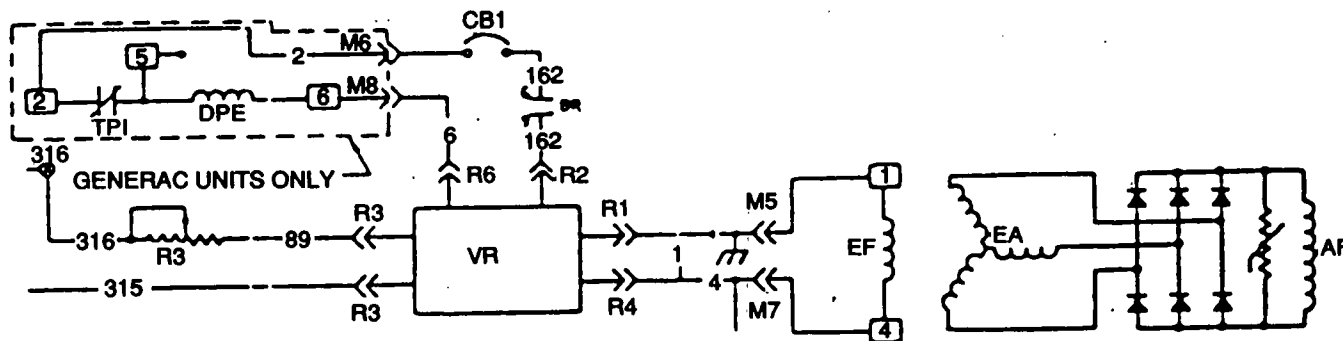 CB1
5
2
M6
162
2
TPI
DPE
6
M8
6
162
316
GENERAC UNITS ONLY
R6
R2
R3
R1
M5
1
316
R3
89
VR
1
EF
EA
AF
315
R3
R4
4
M7
4